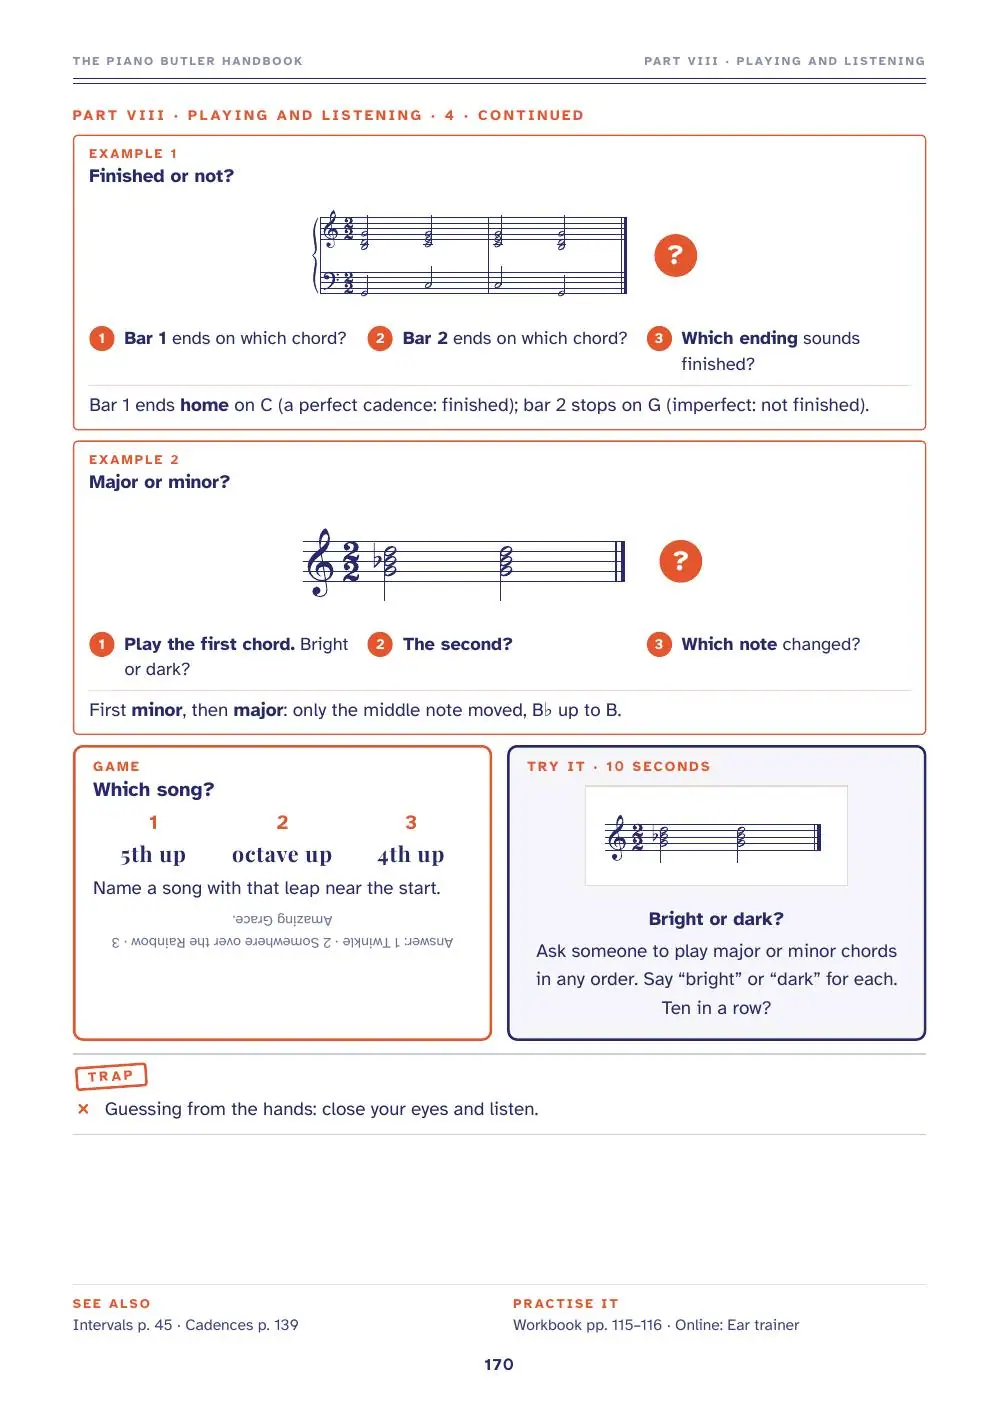 THE PIANO BUTLER HANDBOOK
PART VIII · PLAYING AND LISTENING
PART VIII · PLAYING AND LISTENING · 4 · CONTINUED
EXAMPLE 1
Finished or not?
?
1 Bar 1 ends on which chord?
2 Bar 2 ends on which chord?
3 Which ending sounds
finished?
Bar 1 ends home on C (a perfect cadence: finished); bar 2 stops on G (imperfect: not finished).
EXAMPLE 2
Major or minor?
?
1 Play the first chord. Bright
or dark?
2 The second?
3 Which note changed?
First minor, then major: only the middle note moved, B♭ up to B.
GAME
Which song?
1 2 3
5th up octave up 4th up
Name a song with that leap near the start.
Answer: 1 Twinkle · 2 Somewhere over the Rainbow · 3
Amazing Grace.
TRY IT · 10 SECONDS
Bright or dark?
Ask someone to play major or minor chords
in any order. Say “bright” or “dark” for each.
Ten in a row?
TRAP
× Guessing from the hands: close your eyes and listen.
SEE ALSO
Intervals p. 45 · Cadences p. 139
PRACTISE IT
Workbook pp. 115–116 · Online: Ear trainer
170